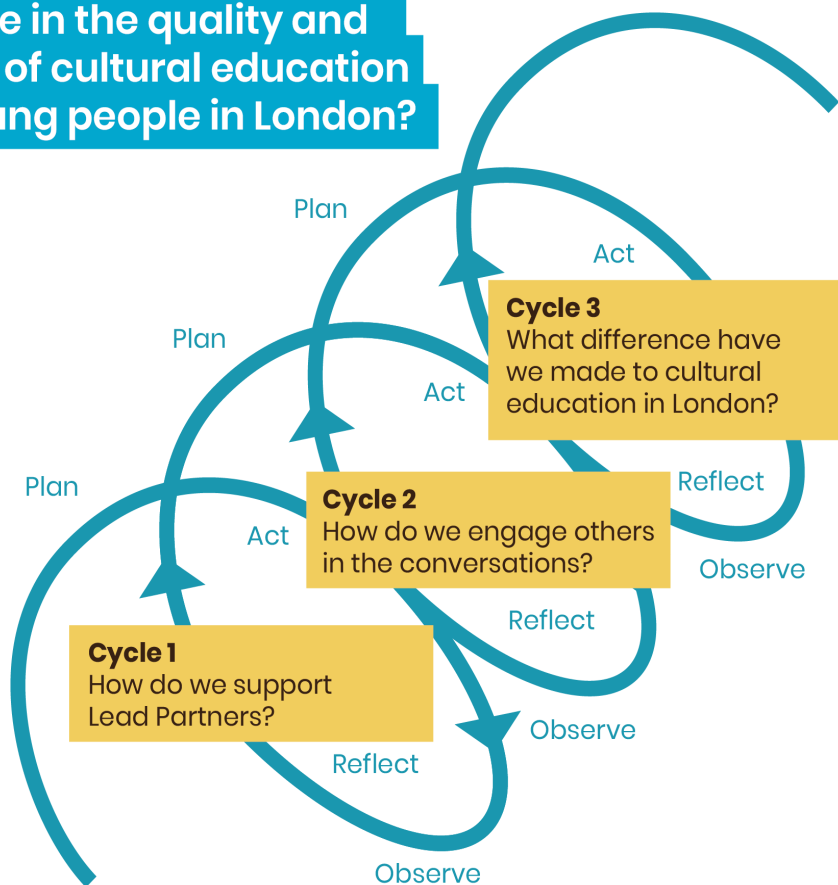 e in the quality and
of cultural education
ng people in London?
Plan
Act
Cycle 3
What difference have
we made to cultural
education in London?
Plan
Act
Reflect
Observe
Plan
Act
Cycle 2
How do we engage others
in the conversations?
Reflect
Observe
Cycle 1
How do we support
Lead Partners?
Reflect
Observe